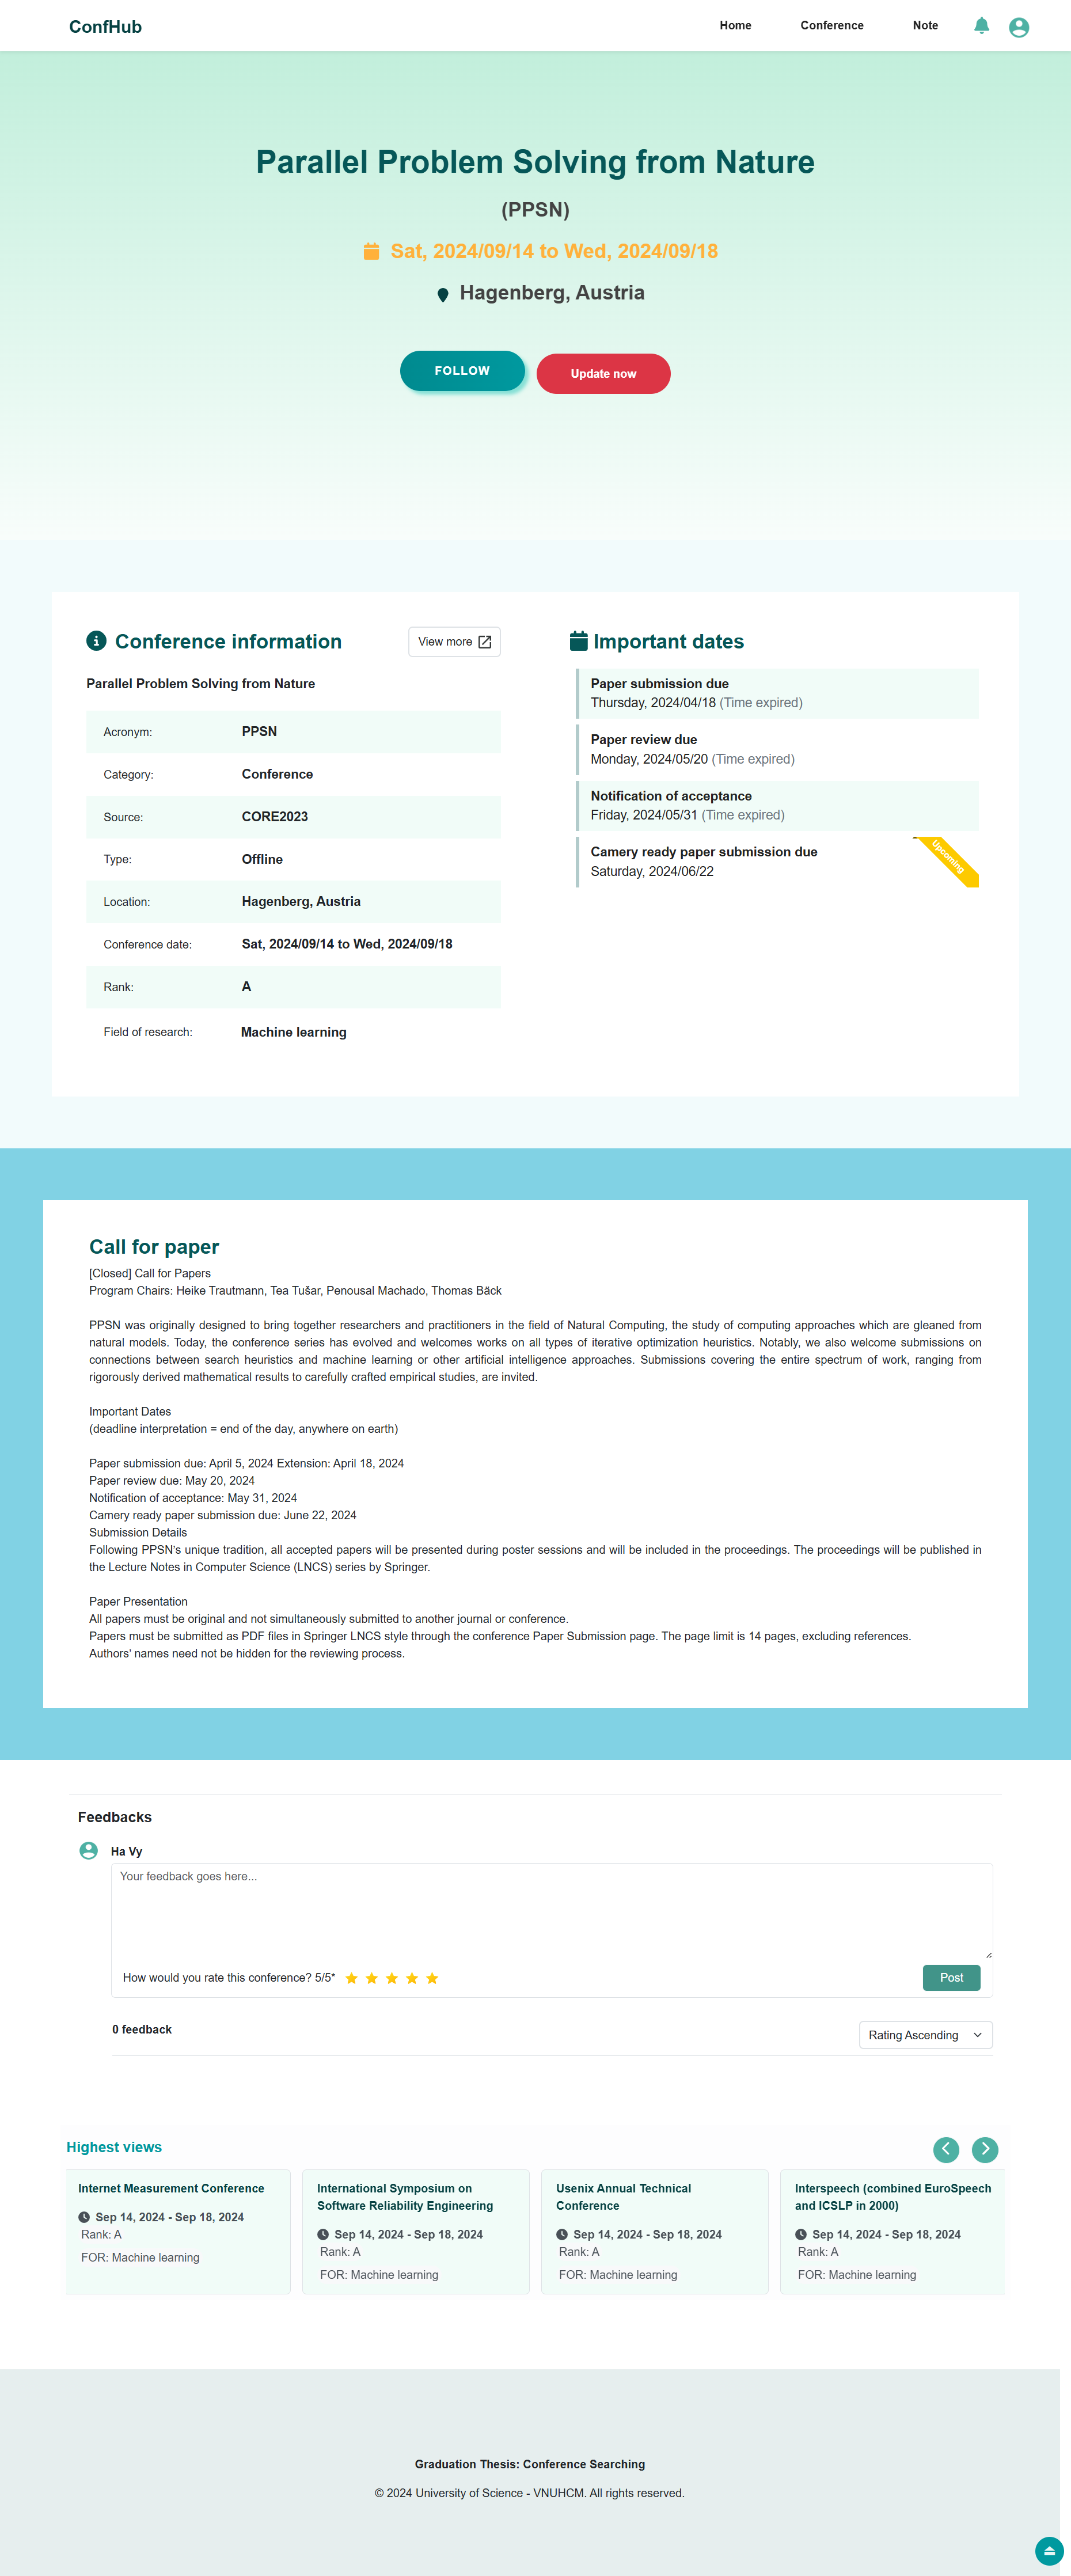 ConfHub
Home
Conference
Note
Parallel Problem Solving from Nature
(PPSN)
Sat, 2024/09/14 to Wed, 2024/09/18
Hagenberg, Austria
FOLLOW
Update now
Conference information
View more
Parallel Problem Solving from Nature
Acronym: PPSN
Category: Conference
Source: CORE2023
Type: Offline
Location: Hagenberg, Austria
Conference date: Sat, 2024/09/14 to Wed, 2024/09/18
Rank: A
Field of research: Machine learning
Important dates
Paper submission due
Thursday, 2024/04/18 (Time expired)
Paper review due
Monday, 2024/05/20 (Time expired)
Notification of acceptance
Friday, 2024/05/31 (Time expired)
Camery ready paper submission due
Saturday, 2024/06/22
Upcoming
Call for paper
[Closed] Call for Papers
Program Chairs: Heike Trautmann, Tea Tušar, Penousal Machado, Thomas Bäck
PPSN was originally designed to bring together researchers and practitioners in the field of Natural Computing, the study of computing approaches which are gleaned from
natural models. Today, the conference series has evolved and welcomes works on all types of iterative optimization heuristics. Notably, we also welcome submissions on
connections between search heuristics and machine learning or other artificial intelligence approaches. Submissions covering the entire spectrum of work, ranging from
rigorously derived mathematical results to carefully crafted empirical studies, are invited.
Important Dates
(deadline interpretation = end of the day, anywhere on earth)
Paper submission due: April 5, 2024 Extension: April 18, 2024
Paper review due: May 20, 2024
Notification of acceptance: May 31, 2024
Camery ready paper submission due: June 22, 2024
Submission Details
Following PPSN's unique tradition, all accepted papers will be presented during poster sessions and will be included in the proceedings. The proceedings will be published in
the Lecture Notes in Computer Science (LNCS) series by Springer.
Paper Presentation
All papers must be original and not simultaneously submitted to another journal or conference.
Papers must be submitted as PDF files in Springer LNCS style through the conference Paper Submission page. The page limit is 14 pages, excluding references.
Authors' names need not be hidden for the reviewing process.
Feedbacks
Ha Vy
Your feedback goes here...
How would you rate this conference? 5/5*
Post
0 feedback
Rating Ascending
Highest views
Internet Measurement Conference
Sep 14, 2024 - Sep 18, 2024
Rank: A
FOR: Machine learning
International Symposium on
Software Reliability Engineering
Sep 14, 2024 - Sep 18, 2024
Rank: A
FOR: Machine learning
Usenix Annual Technical
Conference
Sep 14, 2024 - Sep 18, 2024
Rank: A
FOR: Machine learning
Interspeech (combined EuroSpeech
and ICSLP in 2000)
Sep 14, 2024 - Sep 18, 2024
Rank: A
FOR: Machine learning
Graduation Thesis: Conference Searching
© 2024 University of Science - VNUHCM. All rights reserved.